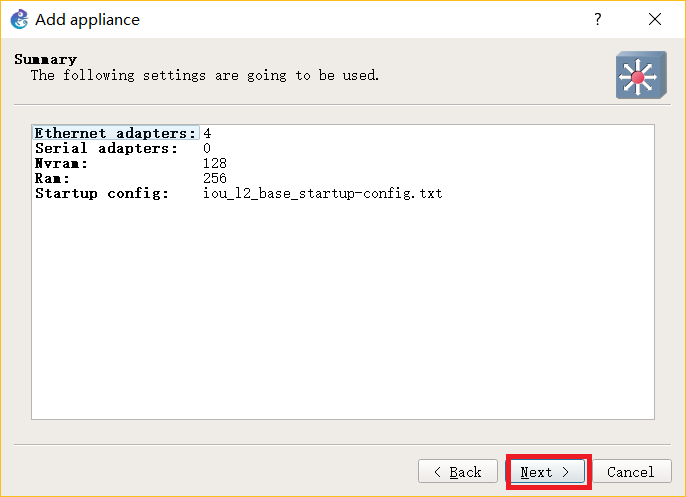 Add appliance
?
Summary
The following settings are going to be used.
Ethernet adapters: 4
Serial adapters: 0
Nvram: 128
Ram: 256
Startup config: iou_l2_base_startup-config.txt
< Back Next > Cancel